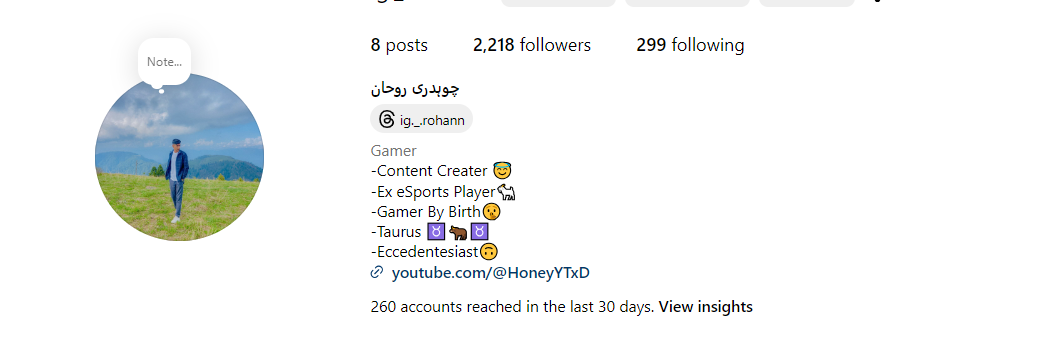 Note...
8 posts 2,218 followers 299 following
چوہدری روحان
ig._.rohann
Gamer
-Content Creater 😇
-Ex eSports Player🐪
-Gamer By Birth😗
-Taurus ♉🐂♉
-Eccedentesiast🙃
youtube.com/@HoneyYTxD
260 accounts reached in the last 30 days. View insights